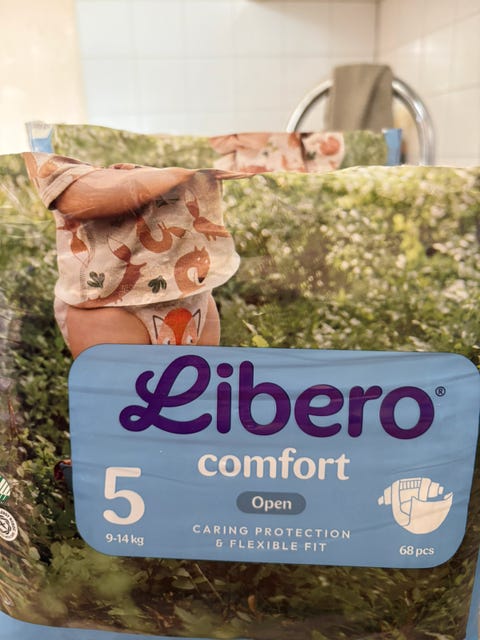 Libero®
comfort
Open
5
9-14 kg
CARING PROTECTION
& FLEXIBLE FIT
68 pcs